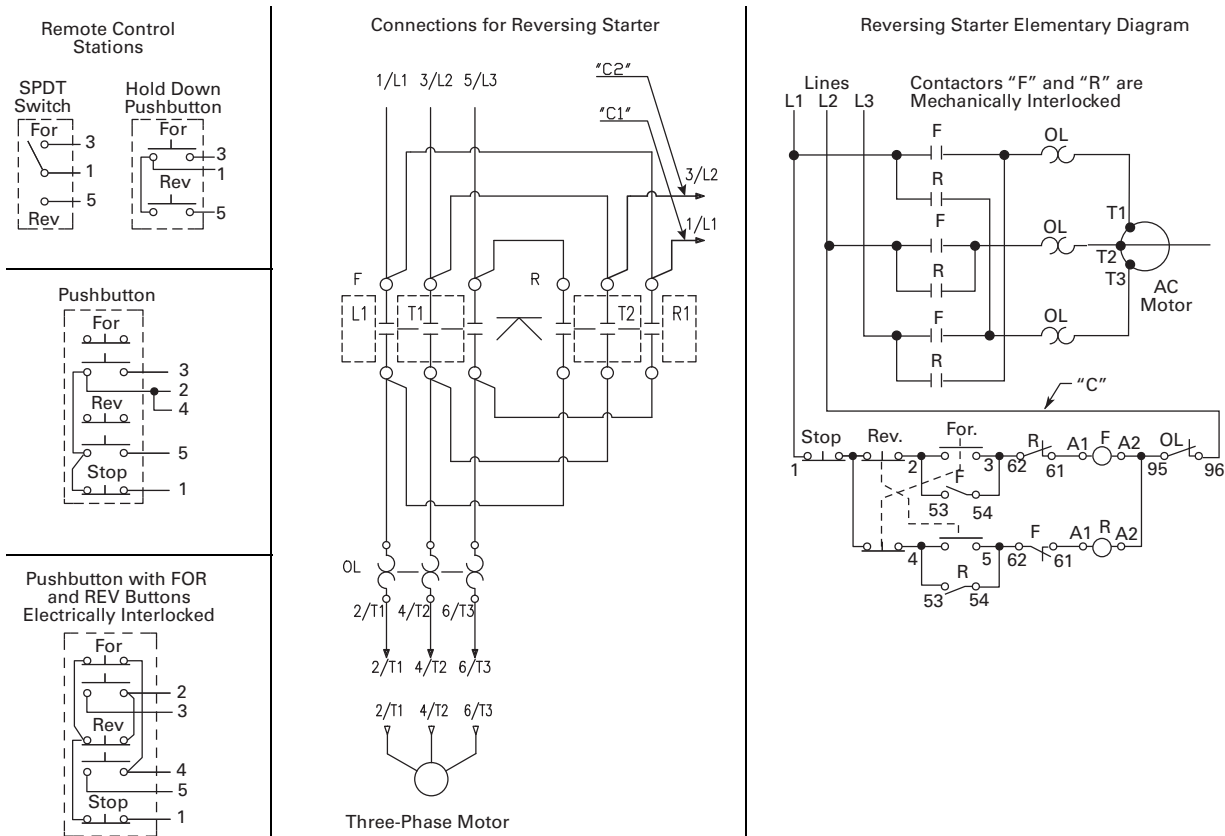 Remote Control
Stations
SPDT
Switch
For
3
1
5
Rev
Hold Down
Pushbutton
For
3
1
Rev
5
Pushbutton
For
3
2
Rev
4
5
Stop
1
Pushbutton with FOR
and REV Buttons
Electrically Interlocked
For
2
3
Rev
4
5
Stop
1
Connections for Reversing Starter
1/L1 3/L2 5/L3
"C2"
"C1"
3/L2
1/L1
F
R
L1
T1
T2
R1
OL
2/T1 4/T2 6/T3
2/T1 4/T2 6/T3
2/T1 4/T2 6/T3
Three-Phase Motor
Reversing Starter Elementary Diagram
Lines
L1 L2 L3
Contactors “F” and “R” are
Mechanically Interlocked
F
OL
R
T1
F
OL
T2
R
T3
AC
Motor
F
OL
R
“C”
Stop
Rev.
For.
R
A1 F A2
OL
1
2
3
62
61
95
96
F
53
54
F
A1 R A2
4
5
62
61
R
53
54